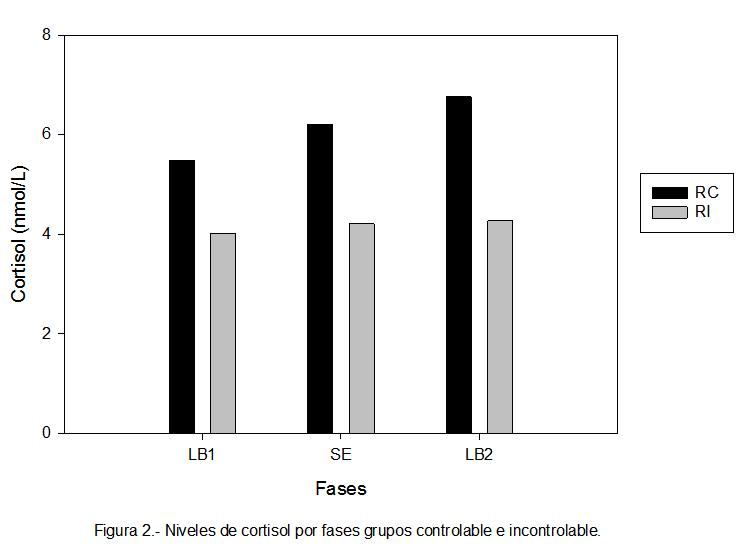 8
6
4
2
0
Cortisol (nmol/L)
LB1 SE LB2
Fases
RC
RI
Figura 2.- Niveles de cortisol por fases grupos controlable e incontrolable.